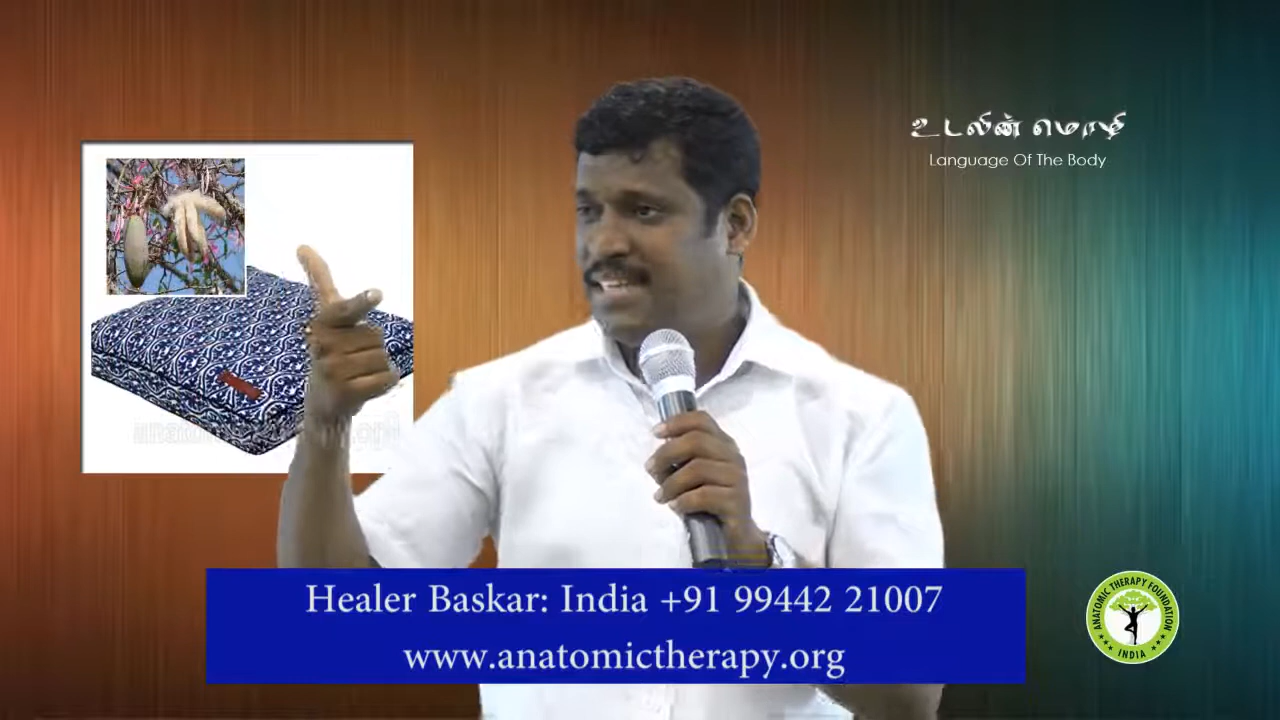 உடலின் மொழி
Language Of The Body
Healer Baskar: India +91 99442 21007
www.anatomictherapy.org
ANATOMIC THERAPY FOUNDATION
INDIA